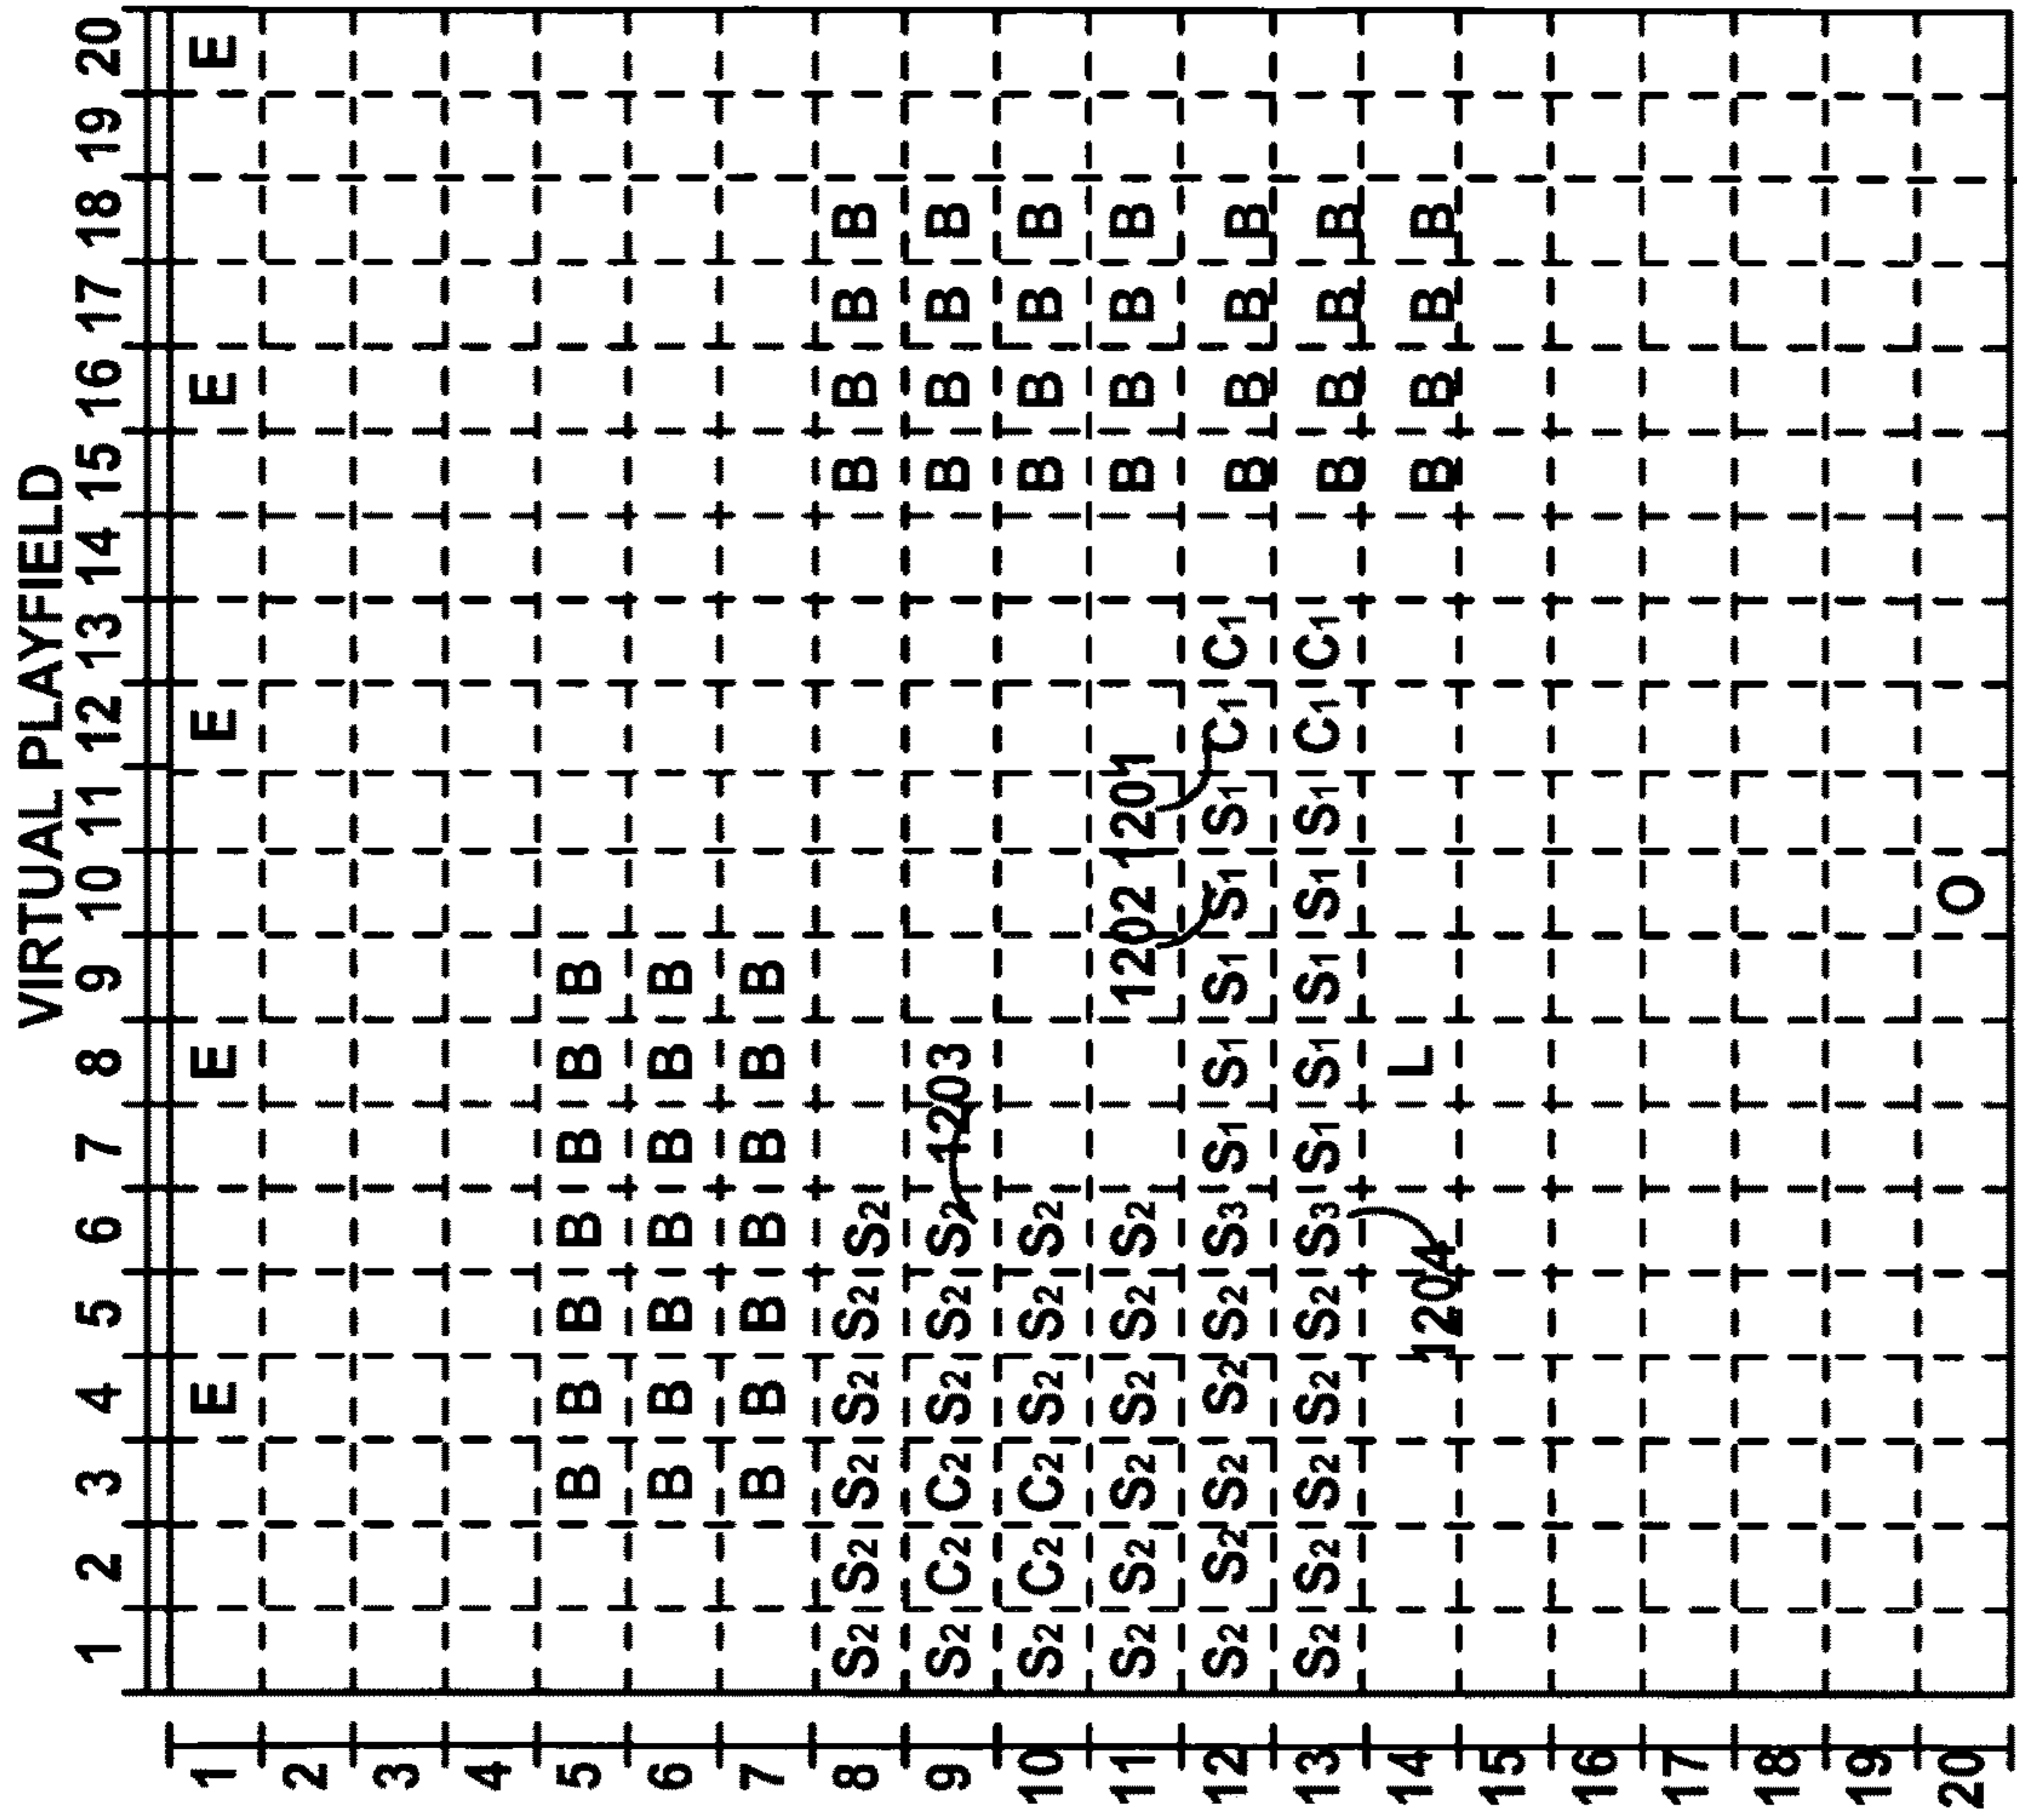 VIRTUAL PLAYFIELD
1 2 3 4 5 6 7 8 9 10 11 12 13 14 15 16 17 18 19 20
1 E E E E E
2
3
4
5 B B B B B B B
6 B B B B B B B
7 B B B B B B B
8 S2 S2 S2 S2 S2 S2 B B B B
9 S2 C2 C2 S2 S2 S2 1203 B B B B
10 S2 C2 C2 S2 S2 S2 B B B B
11 S2 S2 S2 S2 S2 S2 1202 1201 B B B B
12 S2 S2 S2 S2 S2 S3 S1 S1 S1 S1 S1 C1 C1 B B B B
13 S2 S2 S2 S2 S2 S3 S1 S1 S1 S1 S1 C1 C1 B B B B
14 1204 L B B B B
15
16
17
18
19
20 O